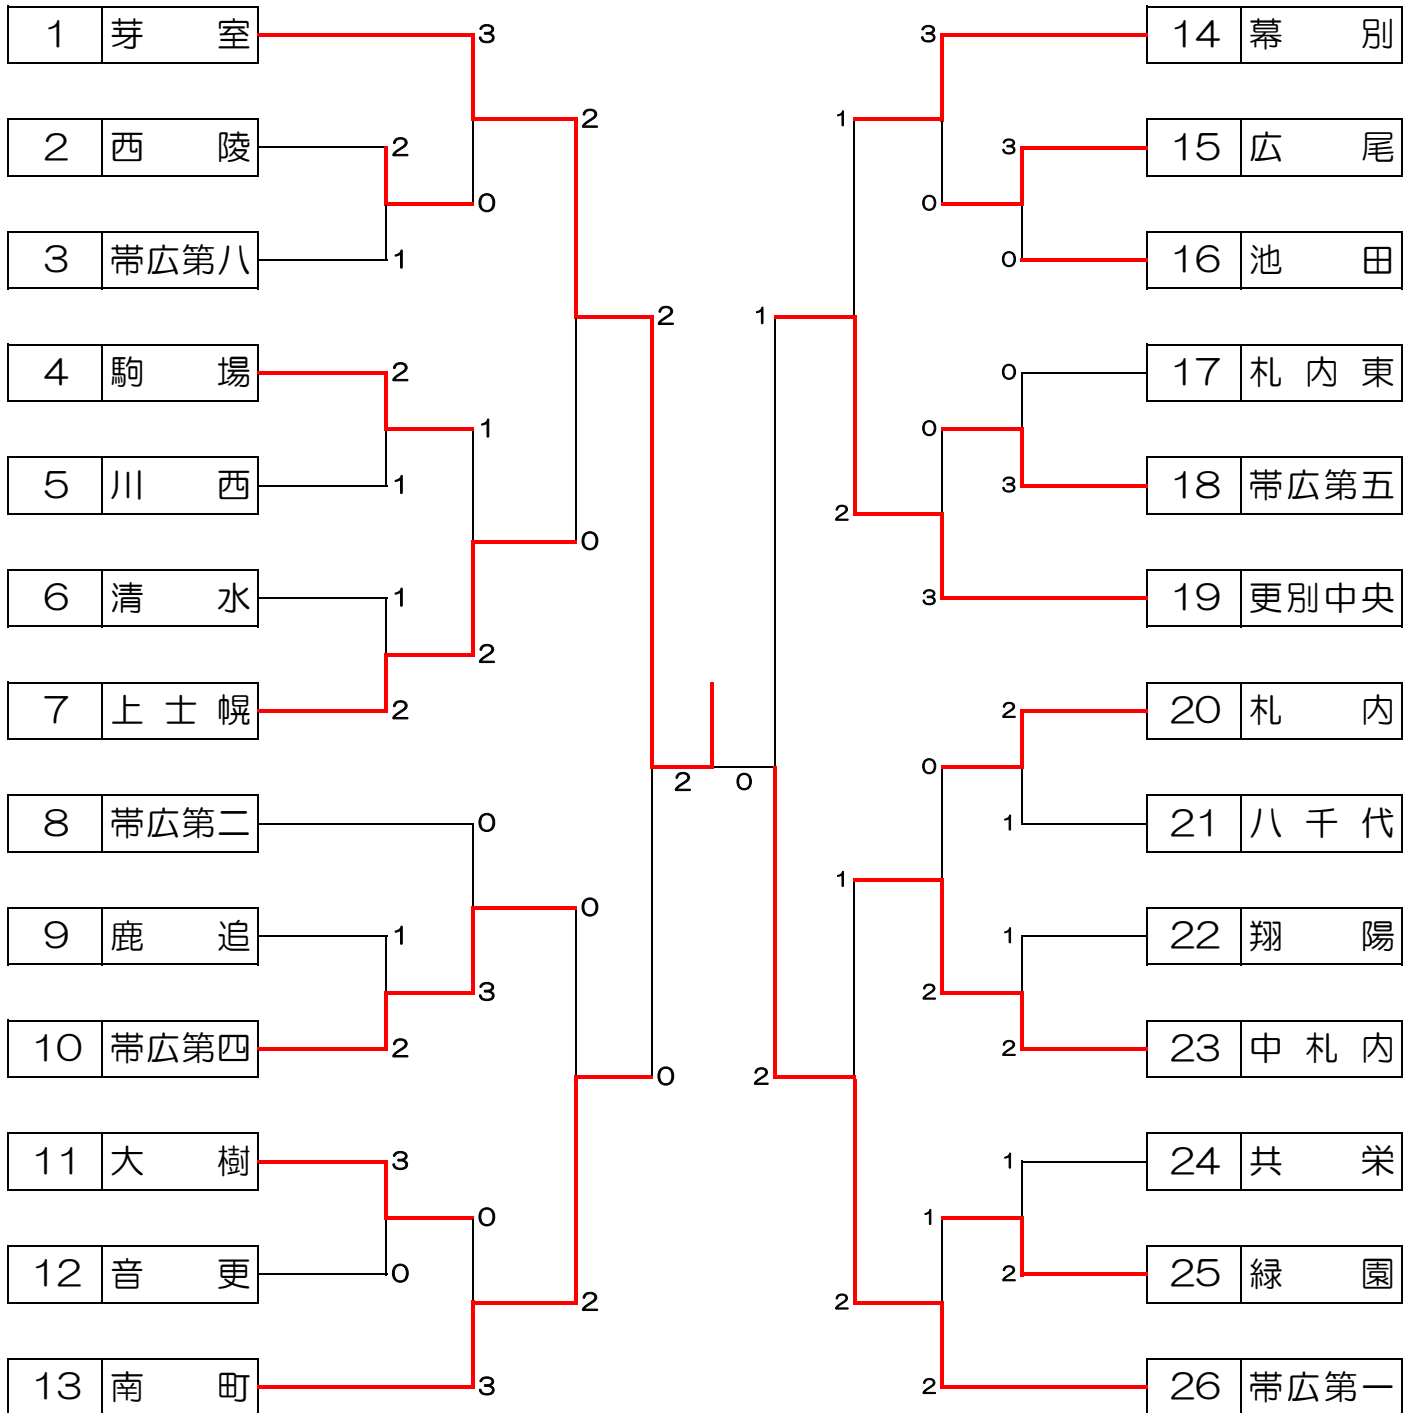 1 芽 室 3
3 14 幕 別
2
1
2 西 陵 2
3 15 広 尾
0
0
3 帯広第八 1
0 16 池 田
2
1
4 駒 場 2
0 17 札 内 東
1
0
5 川 西 1
3 18 帯広第五
2
0
6 清 水 1
3 19 更別中央
2
7 上 士 幌 2
2 20 札 内
0
2 0
8 帯広第二 0
1 21 八 千 代
1
0
9 鹿 追 1
1 22 翔 陽
3
2
10 帯広第四 2
2 23 中 札 内
0
2
11 大 樹 3
1 24 共 栄
0
1
12 音 更 0
2 25 緑 園
2
2
13 南 町 3
2 26 帯広第一